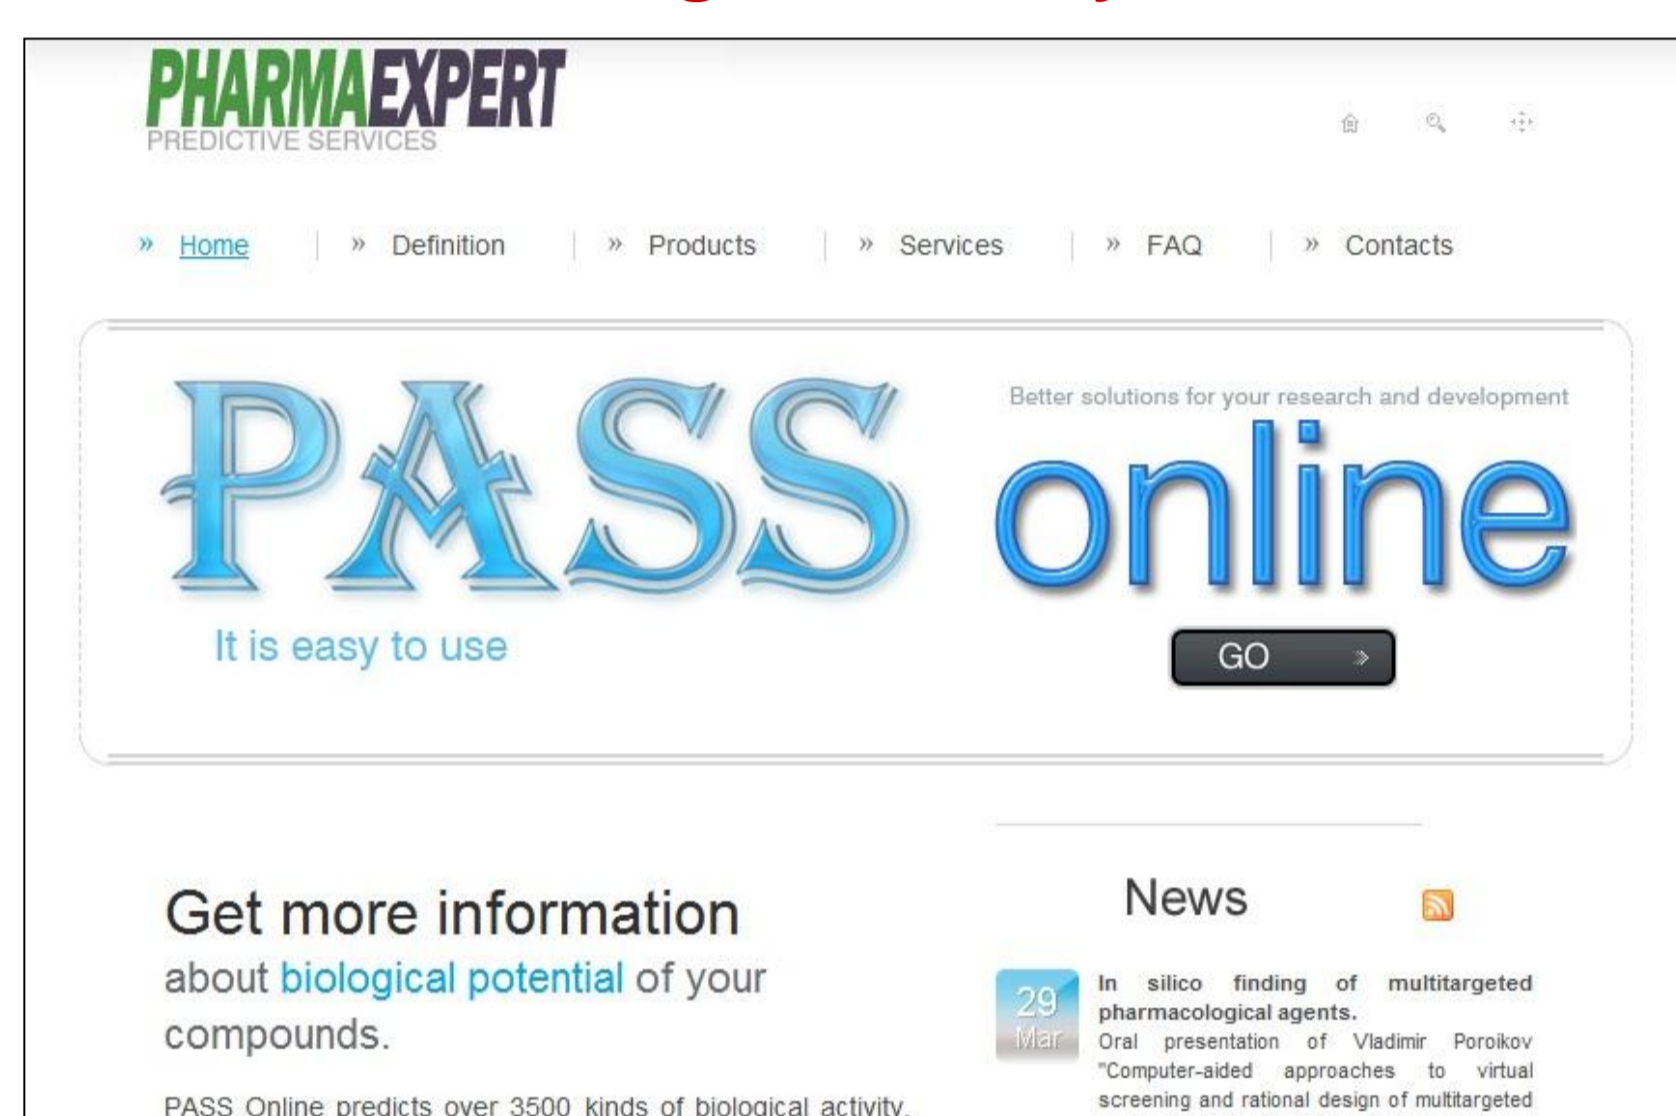 PHARMAEXPERT
PREDICTIVE SERVICES
» Home » Definition » Products » Services » FAQ » Contacts
PASS
Better solutions for your research and development
online
It is easy to use
GO »
Get more information
about biological potential of your
compounds.
PASS Online predicts over 3500 kinds of biological activity,
News
29
Mar
In silico finding of multitargeted
pharmacological agents.
Oral presentation of Vladimir Poroikov
"Computer-aided approaches to virtual
screening and rational design of multitargeted